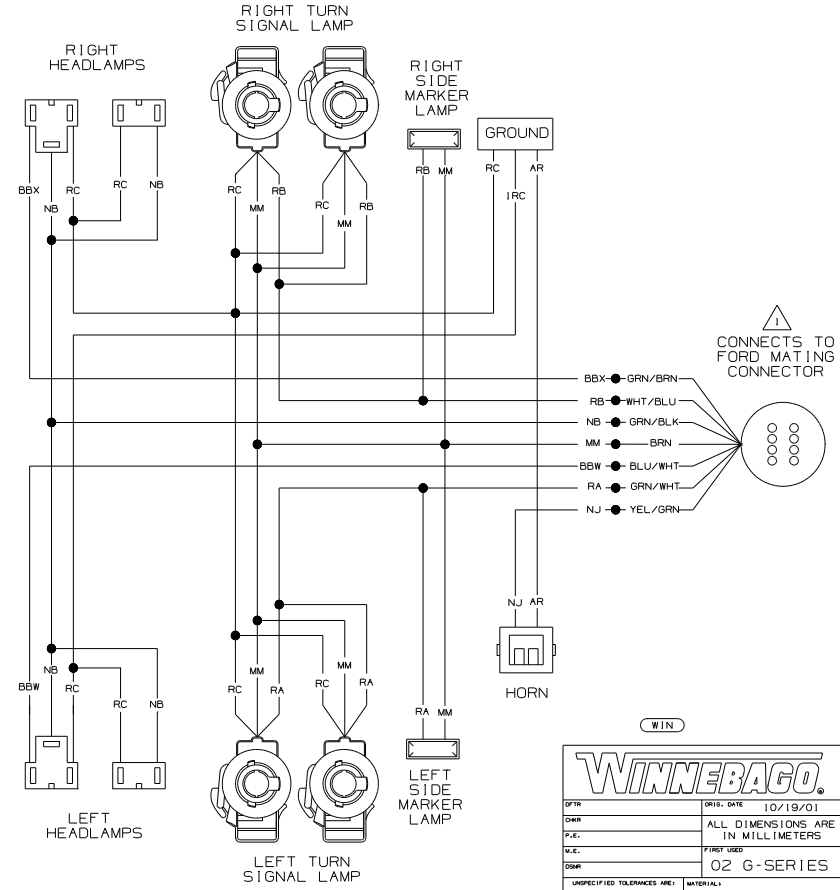 RIGHT TURN
SIGNAL LAMP
RIGHT
HEADLAMPS
RIGHT
SIDE
MARKER
LAMP
GROUND
BBX
RC
RC
NB
NB
RC
RB
MM
RC
RB
MM
RB MM
RC
AR
1RC
1
CONNECTS TO
FORD MATING
CONNECTOR
BBX GRN/BRN
RB WHT/BLU
NB GRN/BLK
MM BRN
BBW BLU/WHT
RA GRN/WHT
NJ YEL/GRN
NJ AR
HORN
NB
BBW
RC
RC
NB
MM
RC
RA
MM
RC
RA
RA MM
LEFT
HEADLAMPS
LEFT TURN
SIGNAL LAMP
LEFT
SIDE
MARKER
LAMP
WIN
WINNEBAGO®
DFTR
ORIG. DATE 10/19/01
CHKR
ALL DIMENSIONS ARE
IN MILLIMETERS
P.E.
M.E.
FIRST USED
02 G-SERIES
DSNR
UNSPECIFIED TOLERANCES ARE: MATERIAL: